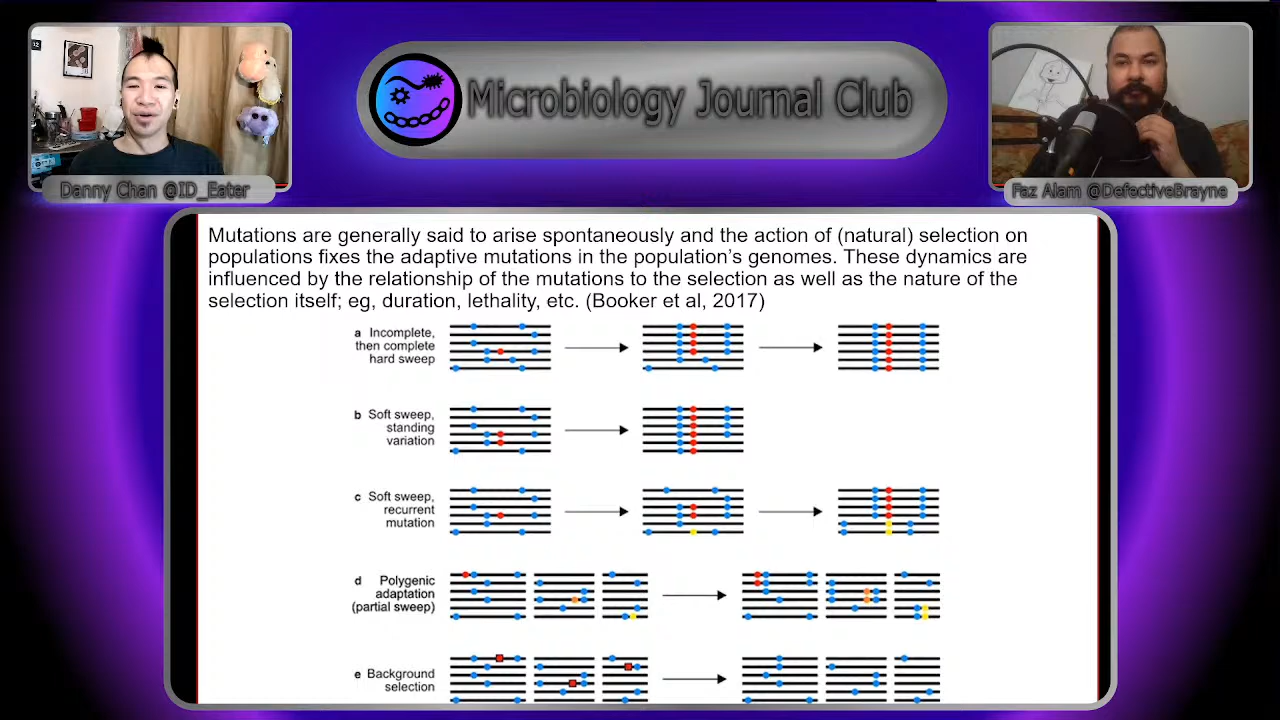 Microbiology Journal Club
Danny Chan @ID_Eater
Faz Alam @DefectiveBrayne
Mutations are generally said to arise spontaneously and the action of (natural) selection on
populations fixes the adaptive mutations in the population's genomes. These dynamics are
influenced by the relationship of the mutations to the selection as well as the nature of the
selection itself; eg, duration, lethality, etc. (Booker et al, 2017)
a Incomplete,
then complete
hard sweep
b Soft sweep,
standing
variation
c Soft sweep,
recurrent
mutation
d Polygenic
adaptation
(partial sweep)
e Background
selection